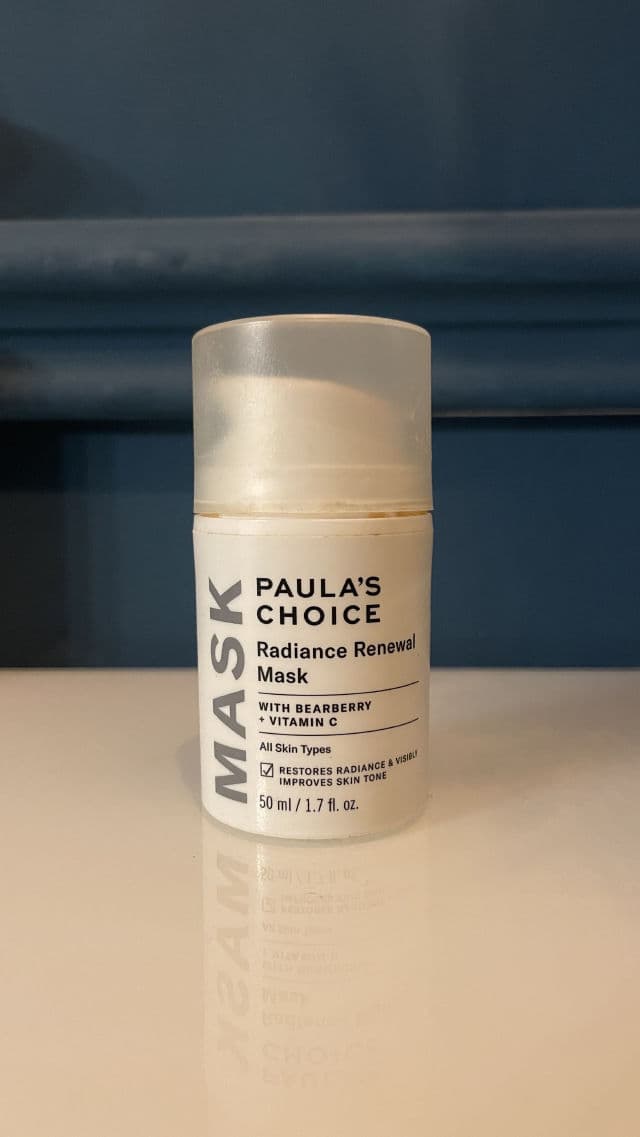 MASK
PAULA'S
CHOICE
Radiance Renewal
Mask
WITH BEARBERRY
+ VITAMIN C
All Skin Types
RESTORES RADIANCE & VISIBLY
IMPROVES SKIN TONE
50 ml / 1.7 fl. oz.